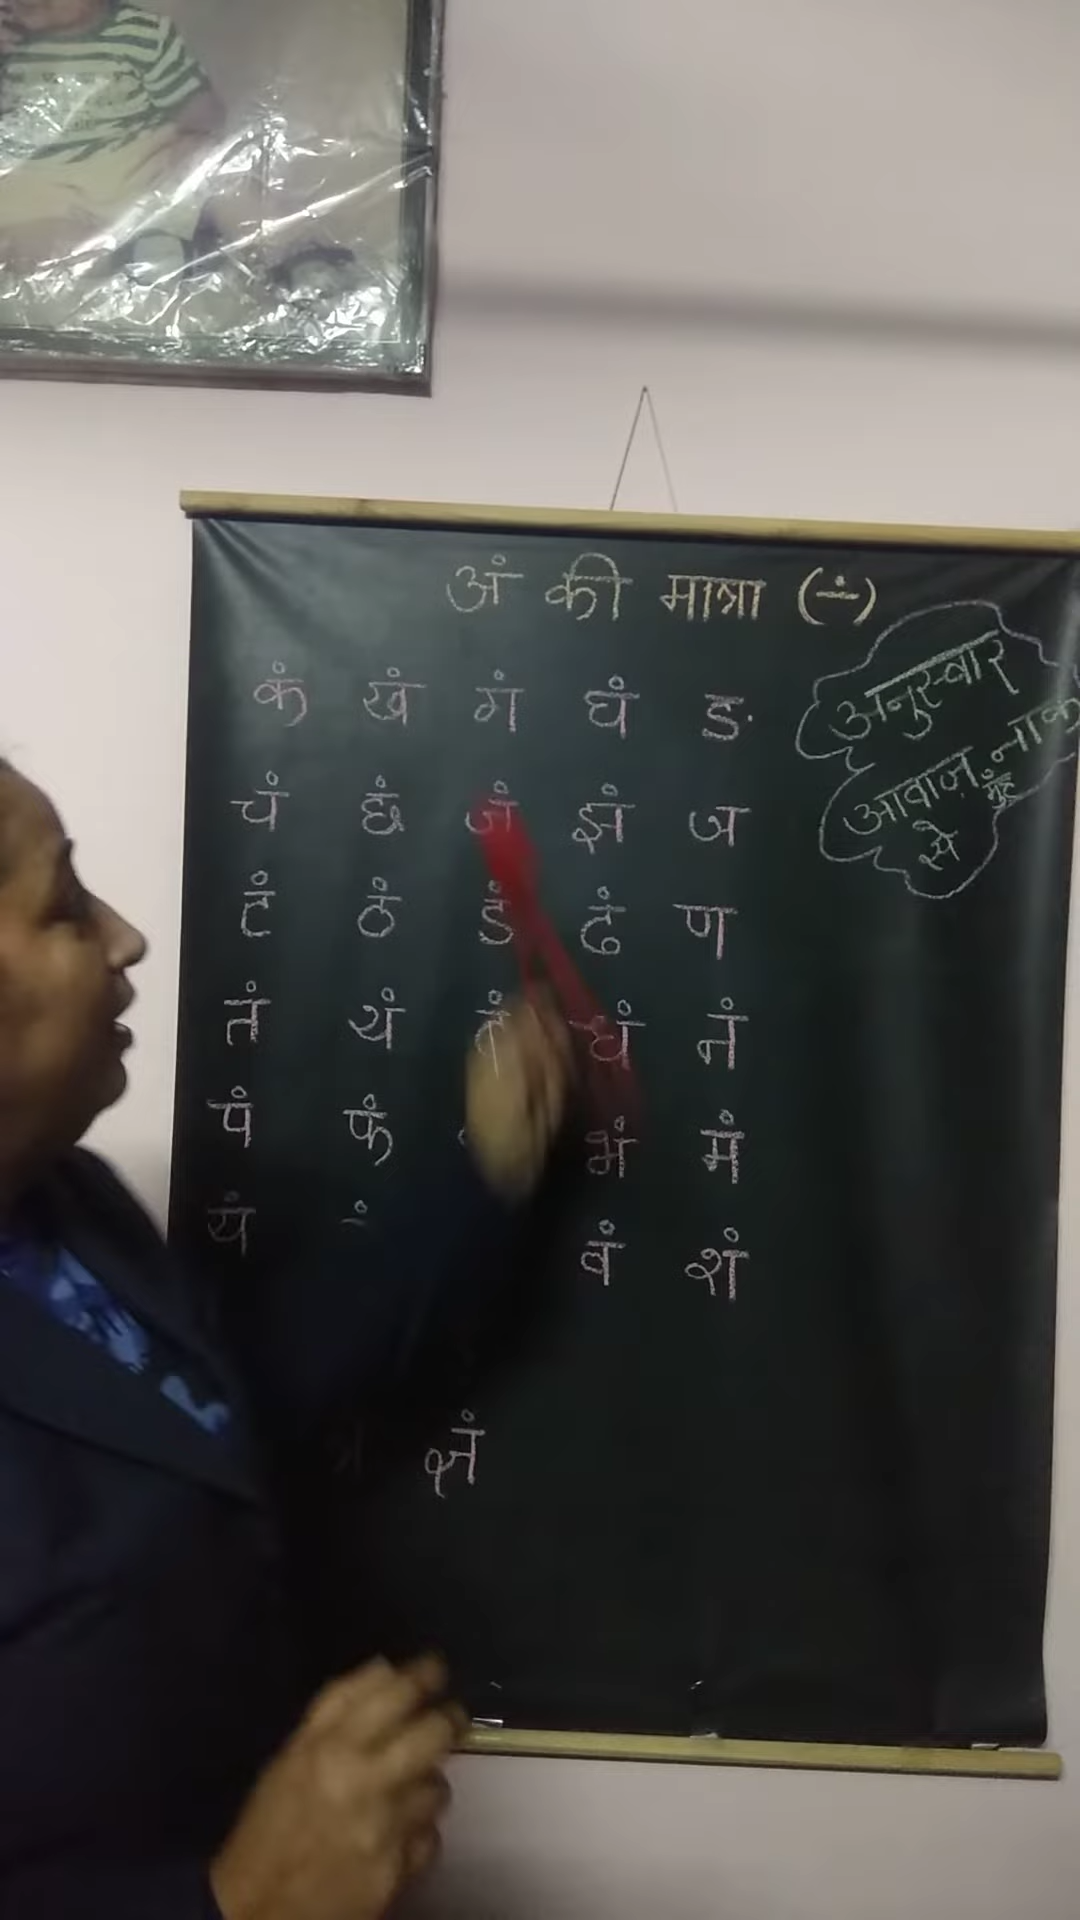 अं की मात्रा (-ं)
कं खं गं घं ङ
चं छं जं झं ञ
टं ठं डं ढं ण
तं थं दं धं नं
पं फं भं मं
यं वं शं
क्षं
अनुस्वार
आवाज़ नाक
मुँह
से